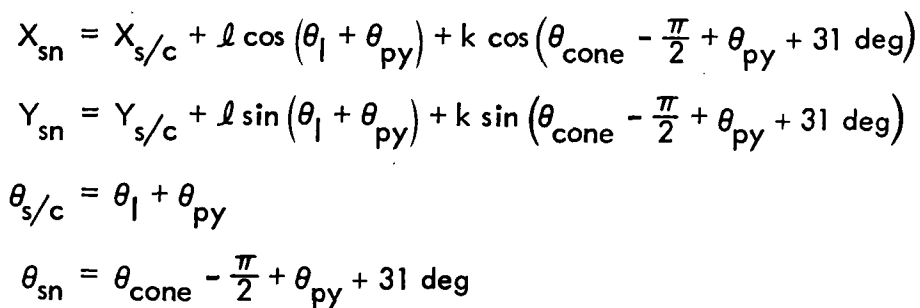 X_sn = X_s/c + ℓ cos (θ_l + θ_py) + k cos (θ_cone - π/2 + θ_py + 31 deg)
Y_sn = Y_s/c + ℓ sin (θ_l + θ_py) + k sin (θ_cone - π/2 + θ_py + 31 deg)
θ_s/c = θ_l + θ_py
θ_sn = θ_cone - π/2 + θ_py + 31 deg